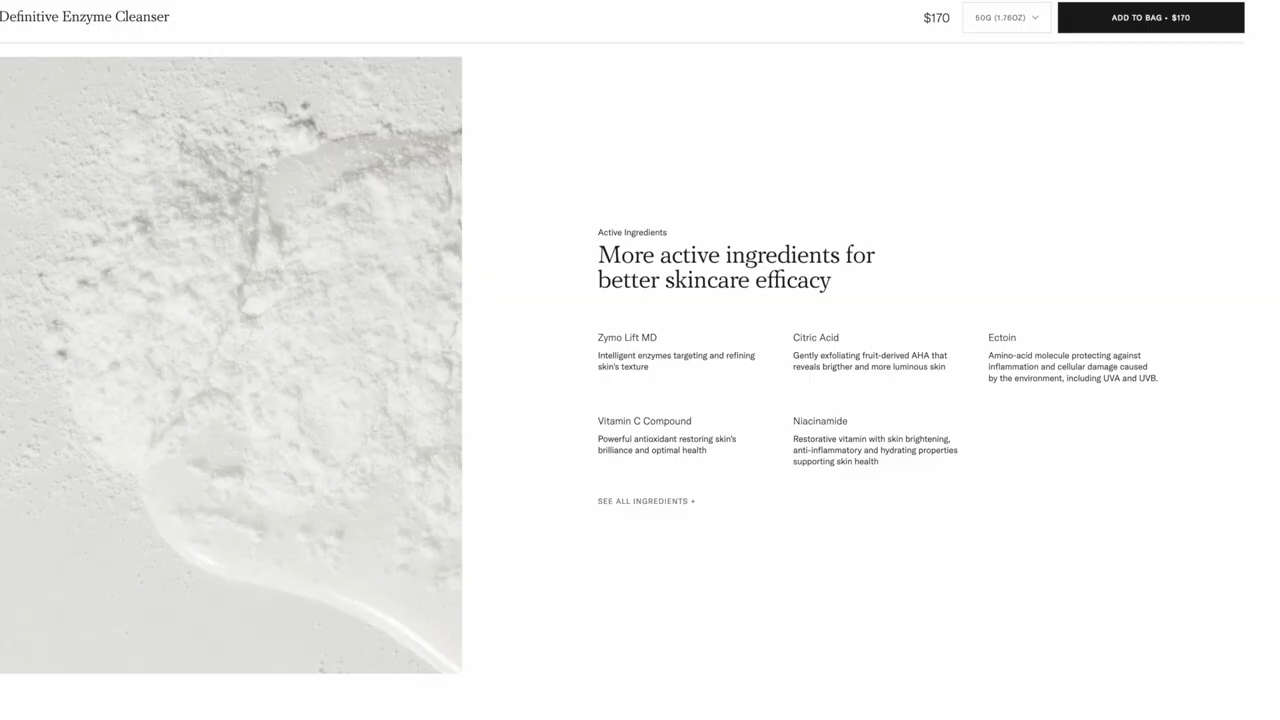 Definitive Enzyme Cleanser
$170
50G (1.76OZ)
ADD TO BAG • $170
Active Ingredients
More active ingredients for
better skincare efficacy
Zymo Lift MD
Intelligent enzymes targeting and refining
skin's texture
Citric Acid
Gently exfoliating fruit-derived AHA that
reveals brigther and more luminous skin
Ectoin
Amino-acid molecule protecting against
inflammation and cellular damage caused
by the environment, including UVA and UVB.
Vitamin C Compound
Powerful antioxidant restoring skin's
brilliance and optimal health
Niacinamide
Restorative vitamin with skin brightening,
anti-inflammatory and hydrating properties
supporting skin health
SEE ALL INGREDIENTS +